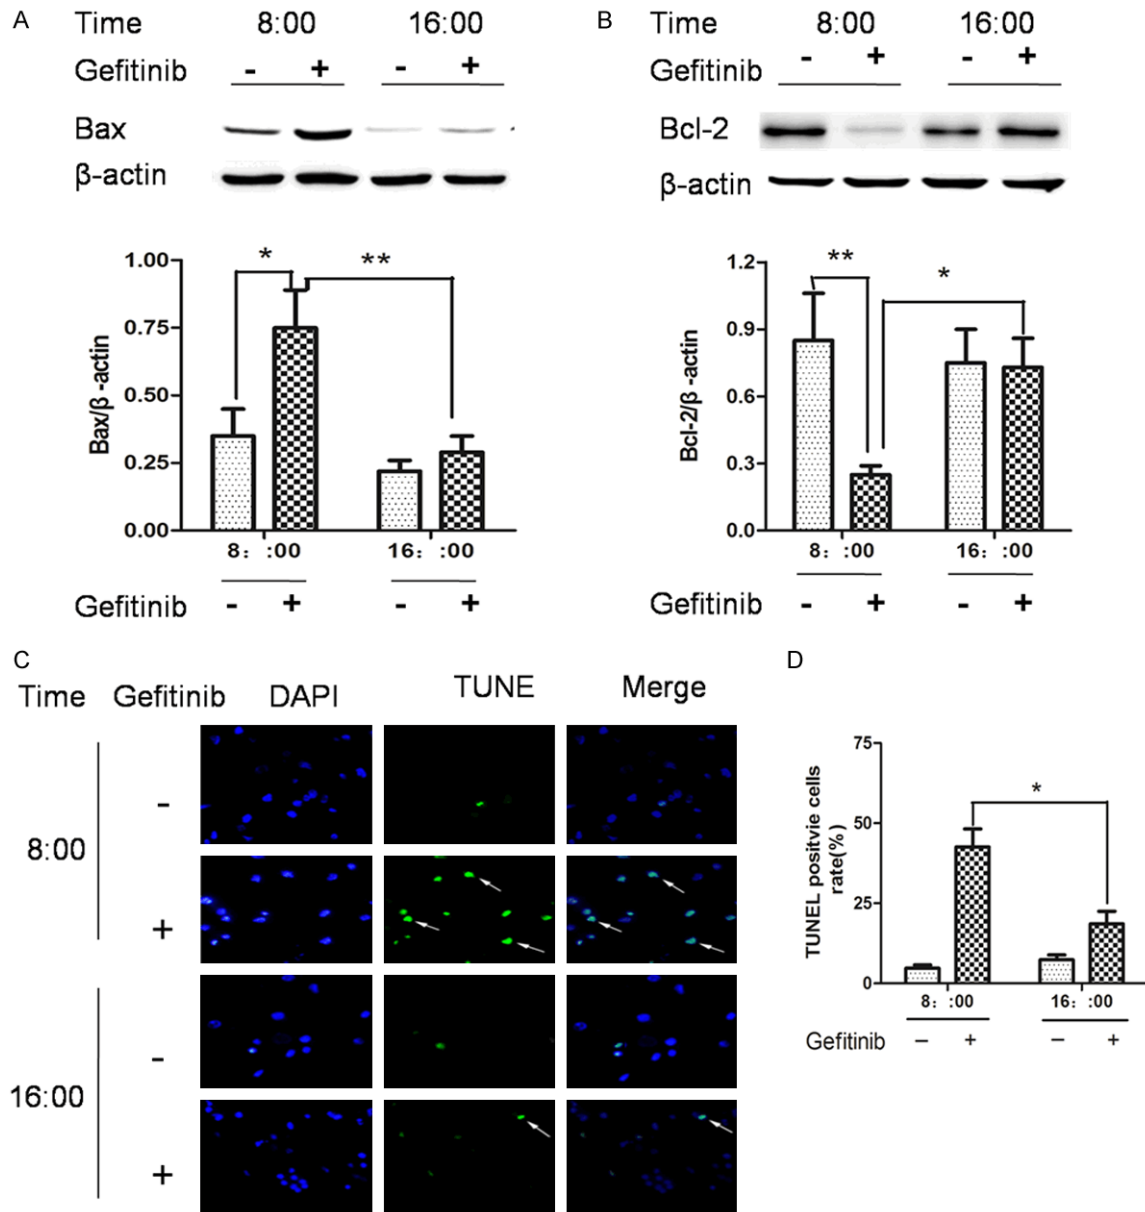 A
Time 8:00 16:00
Gefitinib - + - +
Bax
β-actin
*
**
1.00
0.75
0.50
0.25
0.00
Bax/β -actin
8: :00 16: :00
Gefitinib - + - +
B
Time 8:00 16:00
Gefitinib - + - +
Bcl-2
β-actin
**
*
1.2
0.9
0.6
0.3
0.0
Bcl-2/β -actin
8: :00 16: :00
Gefitinib - + - +
C
Time Gefitinib DAPI TUNE Merge
8:00
-
+
16:00
-
+
D
75
50
25
0
TUNEL positvie cells
rate(%)
*
8: :00 16: :00
Gefitinib – + – +